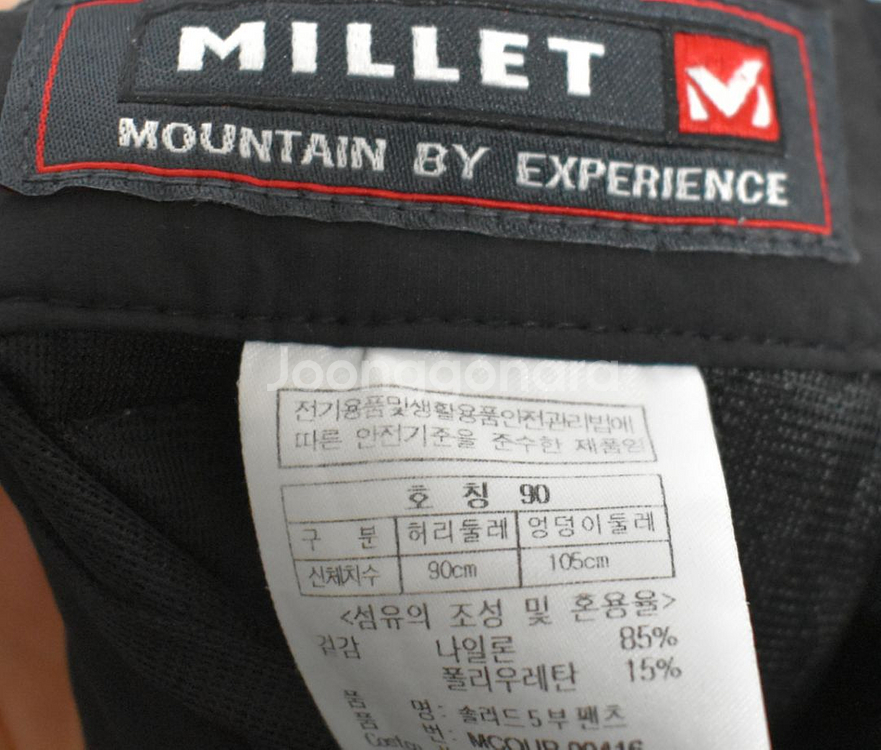 MILLET
MOUNTAIN BY EXPERIENCE
Joonggonara
전기용품및생활용품안전관리법에
따른 안전기준을 준수한 제품임
호 칭 90
구 분 허리둘레 엉덩이둘레
신체치수 90cm 105cm
<섬유의 조성 및 혼용율>
겉감 나일론 85%
폴리우레탄 15%
품 명: 솔리드5부팬츠
품 번: